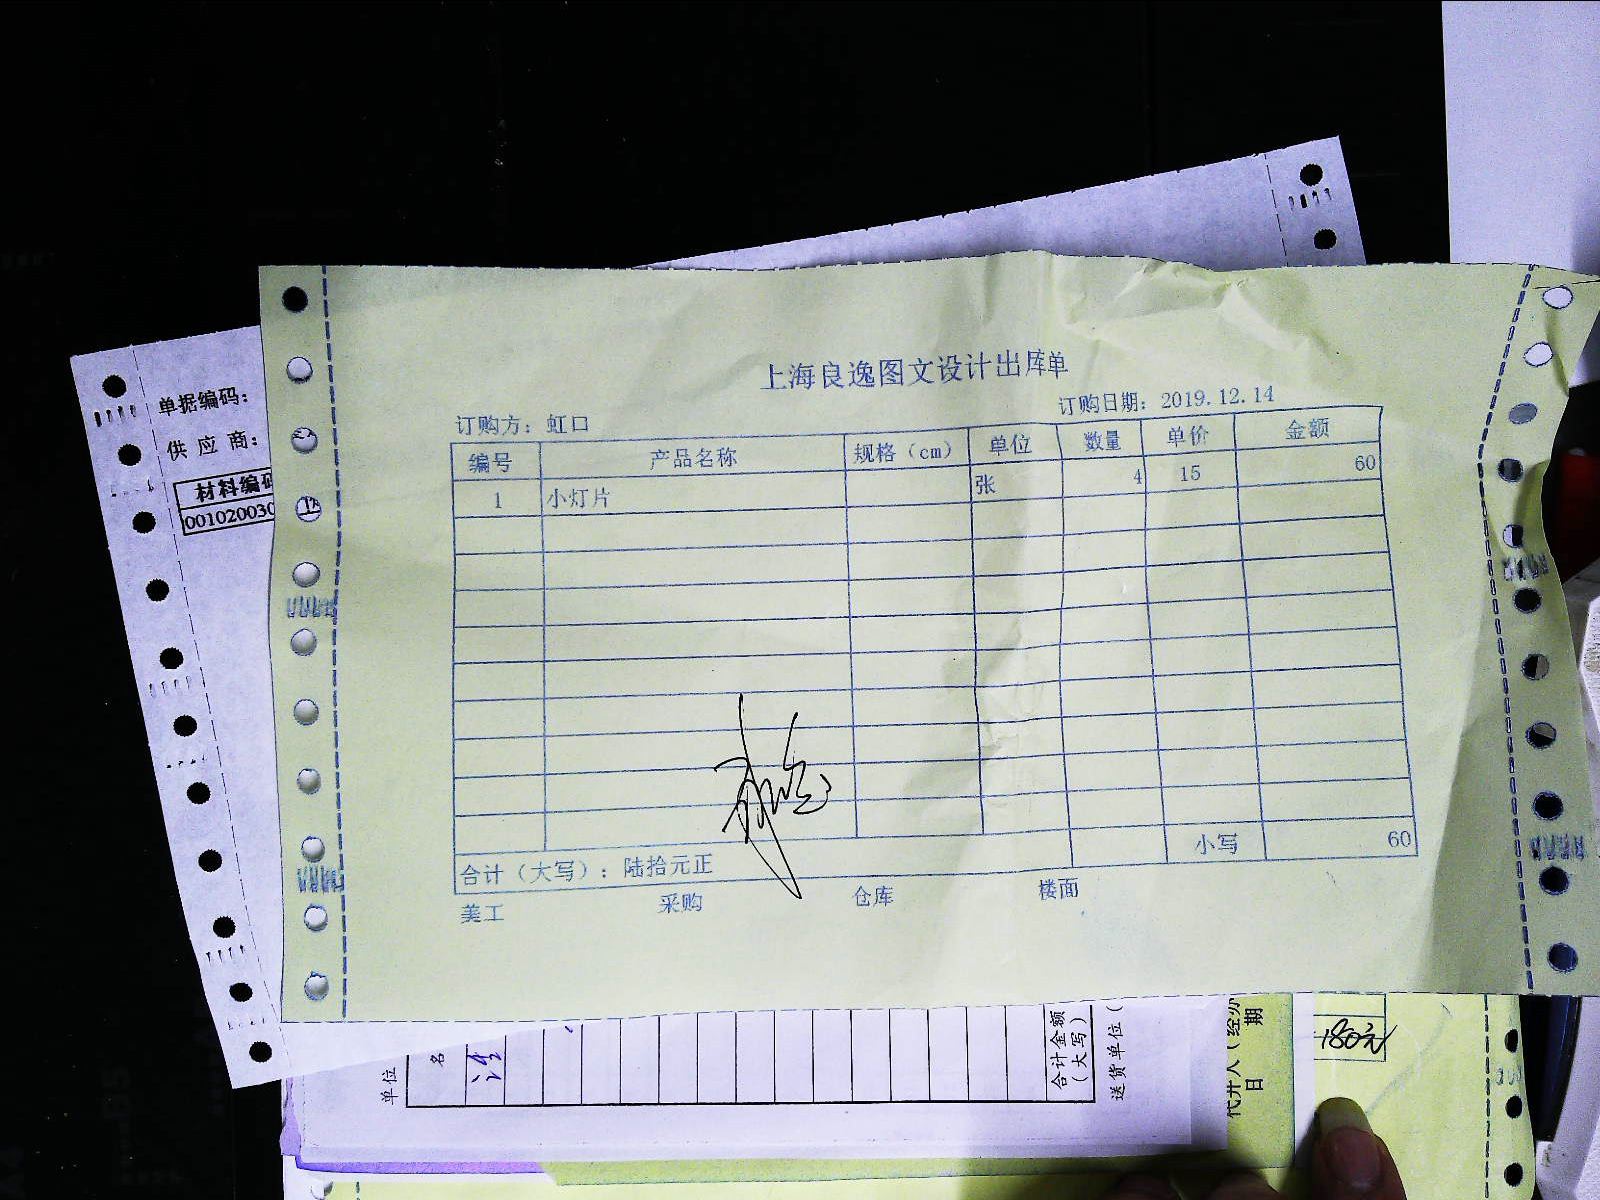 上海良逸图文设计出库单
订购方：虹口 订购日期：2019.12.14
编号 产品名称 规格（cm） 单位 数量 单价 金额
1 小灯片 张 4 15 60
合计（大写）：陆拾元正 小写 60
美工 采购 仓库 楼面
单据编码：
供应商：
材料编码
00102003
单位
名
合计金额
（大写）
送货单位（
日期
180元